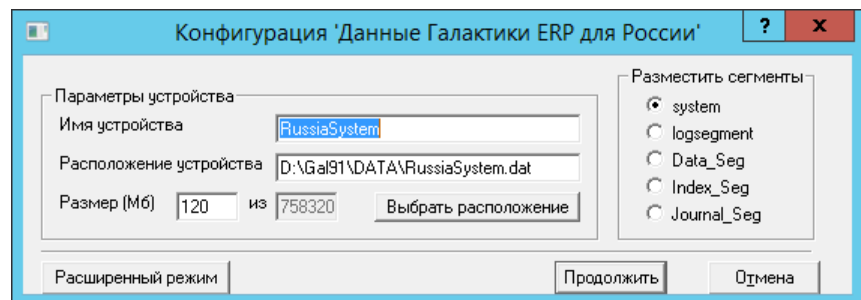 Конфигурация 'Данные Галактики ERP для России'
? x
Параметры устройства
Имя устройства RussiaSystem
Расположение устройства D:\Gal91\DATA\RussiaSystem.dat
Размер (Мб) 120 из 758320 Выбрать расположение
Разместить сегменты
system
logsegment
Data_Seg
Index_Seg
Journal_Seg
Расширенный режим Продолжить Отмена